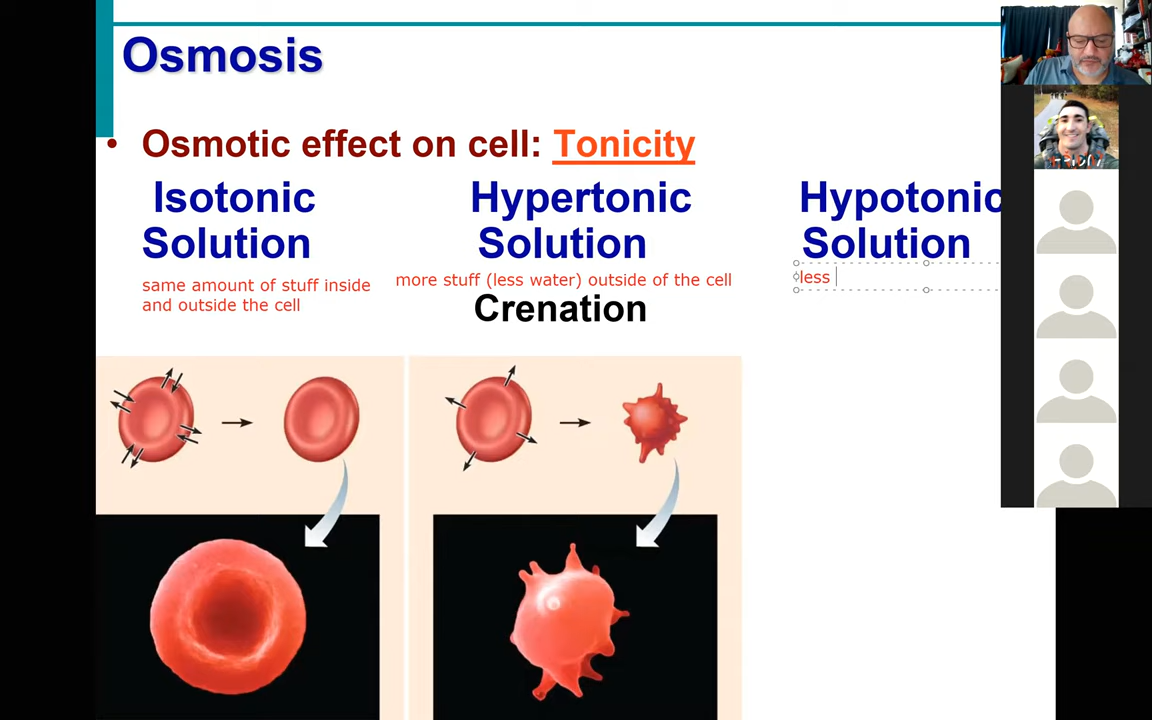 Osmosis
• Osmotic effect on cell: Tonicity
Isotonic
Solution
same amount of stuff inside
and outside the cell
Hypertonic
Solution
more stuff (less water) outside of the cell
Crenation
Hypotonic
Solution
less